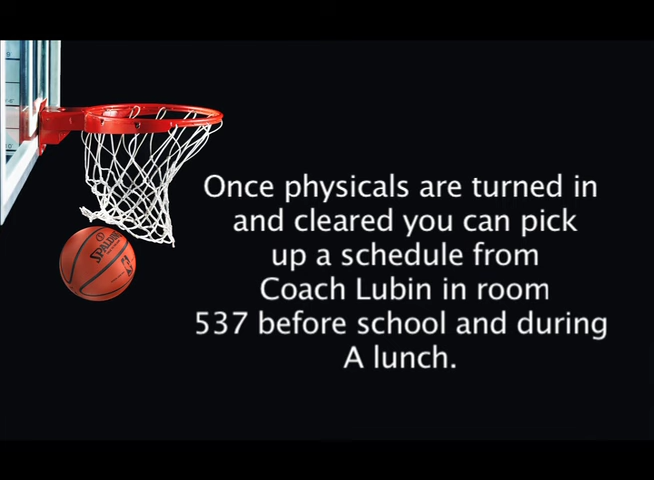 Once physicals are turned in
and cleared you can pick
up a schedule from
Coach Lubin in room
537 before school and during
A lunch.
SPALDING